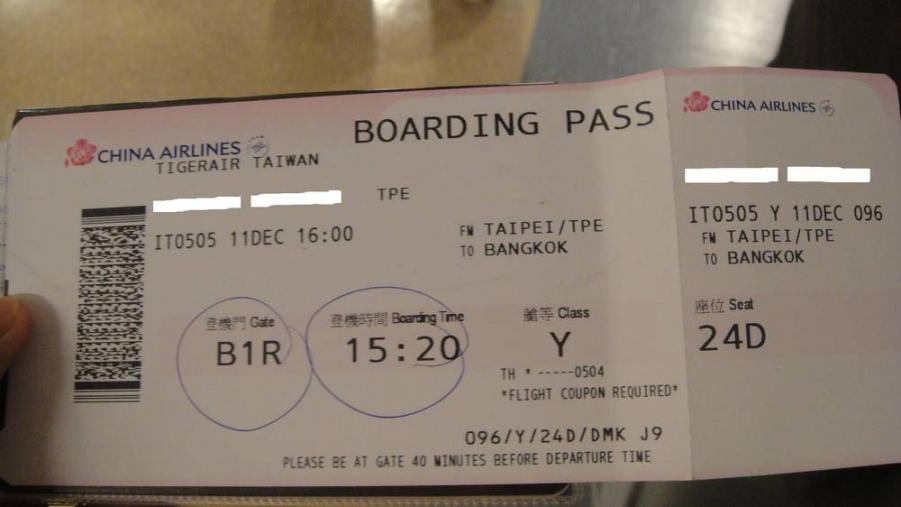 CHINA AIRLINES
TIGERAIR TAIWAN
BOARDING PASS
TPE
IT0505 11DEC 16:00
FM TAIPEI/TPE
TO BANGKOK
登機門 Gate
B1R
登機時間 Boarding Time
15:20
艙等 Class
Y
TH * -----0504
*FLIGHT COUPON REQUIRED*
096/Y/24D/DMK J9
PLEASE BE AT GATE 40 MINUTES BEFORE DEPARTURE TIME
CHINA AIRLINES
IT0505 Y 11DEC 096
FM TAIPEI/TPE
TO BANGKOK
座位 Seat
24D